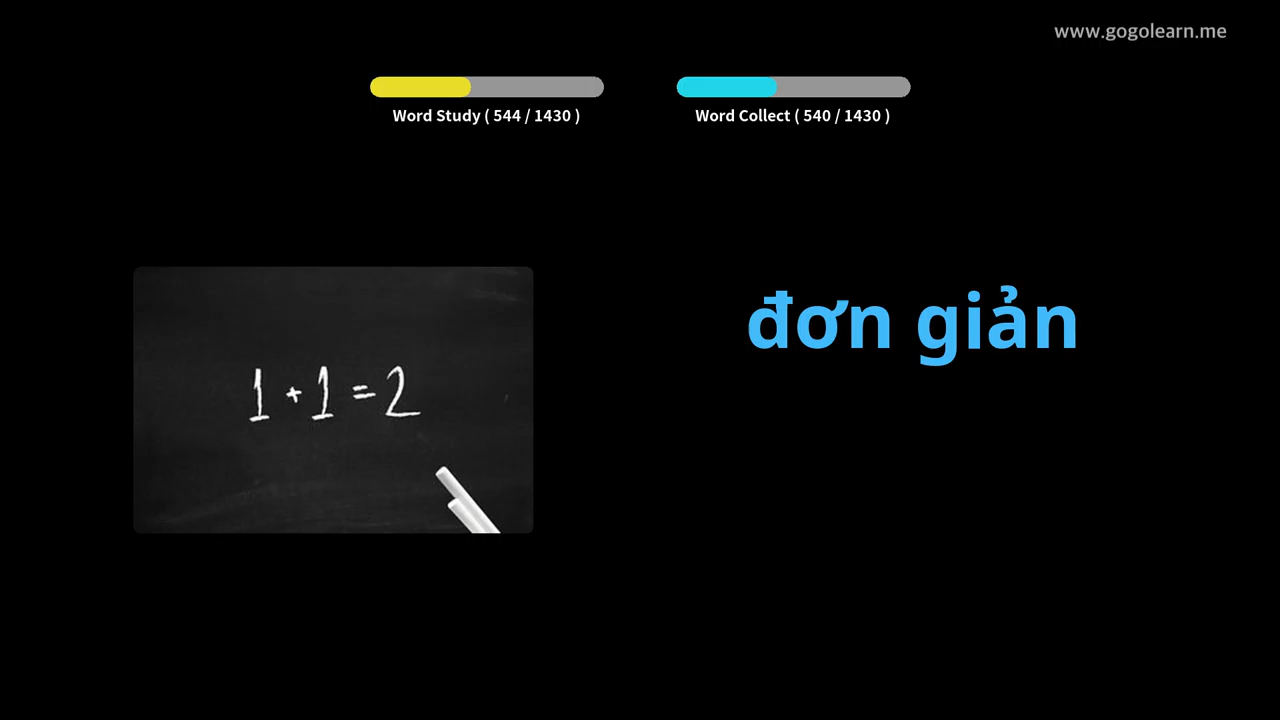 www.gogolearn.me
Word Study ( 544 / 1430 )
Word Collect ( 540 / 1430 )
đơn giản
1 + 1 = 2